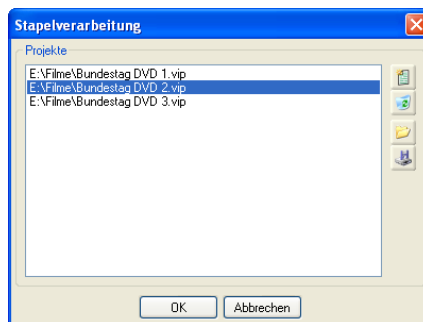 Stapelverarbeitung
Projekte
E:\Filme\Bundestag DVD 1.vip
E:\Filme\Bundestag DVD 2.vip
E:\Filme\Bundestag DVD 3.vip
OK
Abbrechen